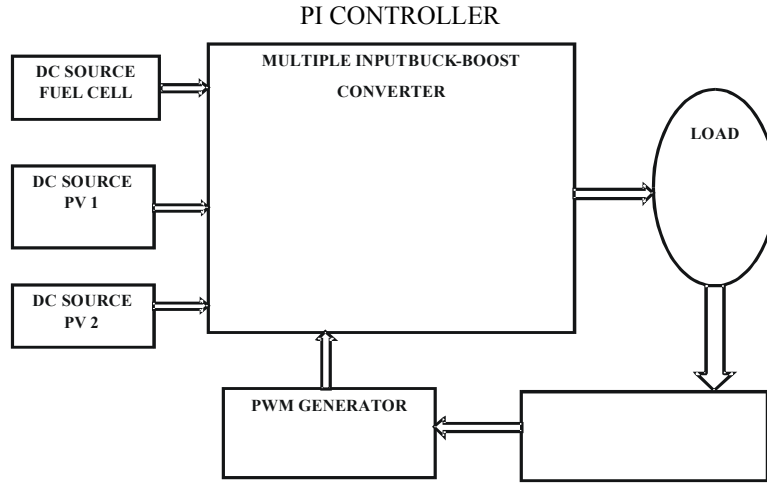 PI CONTROLLER
MULTIPLE INPUTBUCK-BOOST
CONVERTER
DC SOURCE
FUEL CELL
LOAD
DC SOURCE
PV 1
DC SOURCE
PV 2
PWM GENERATOR